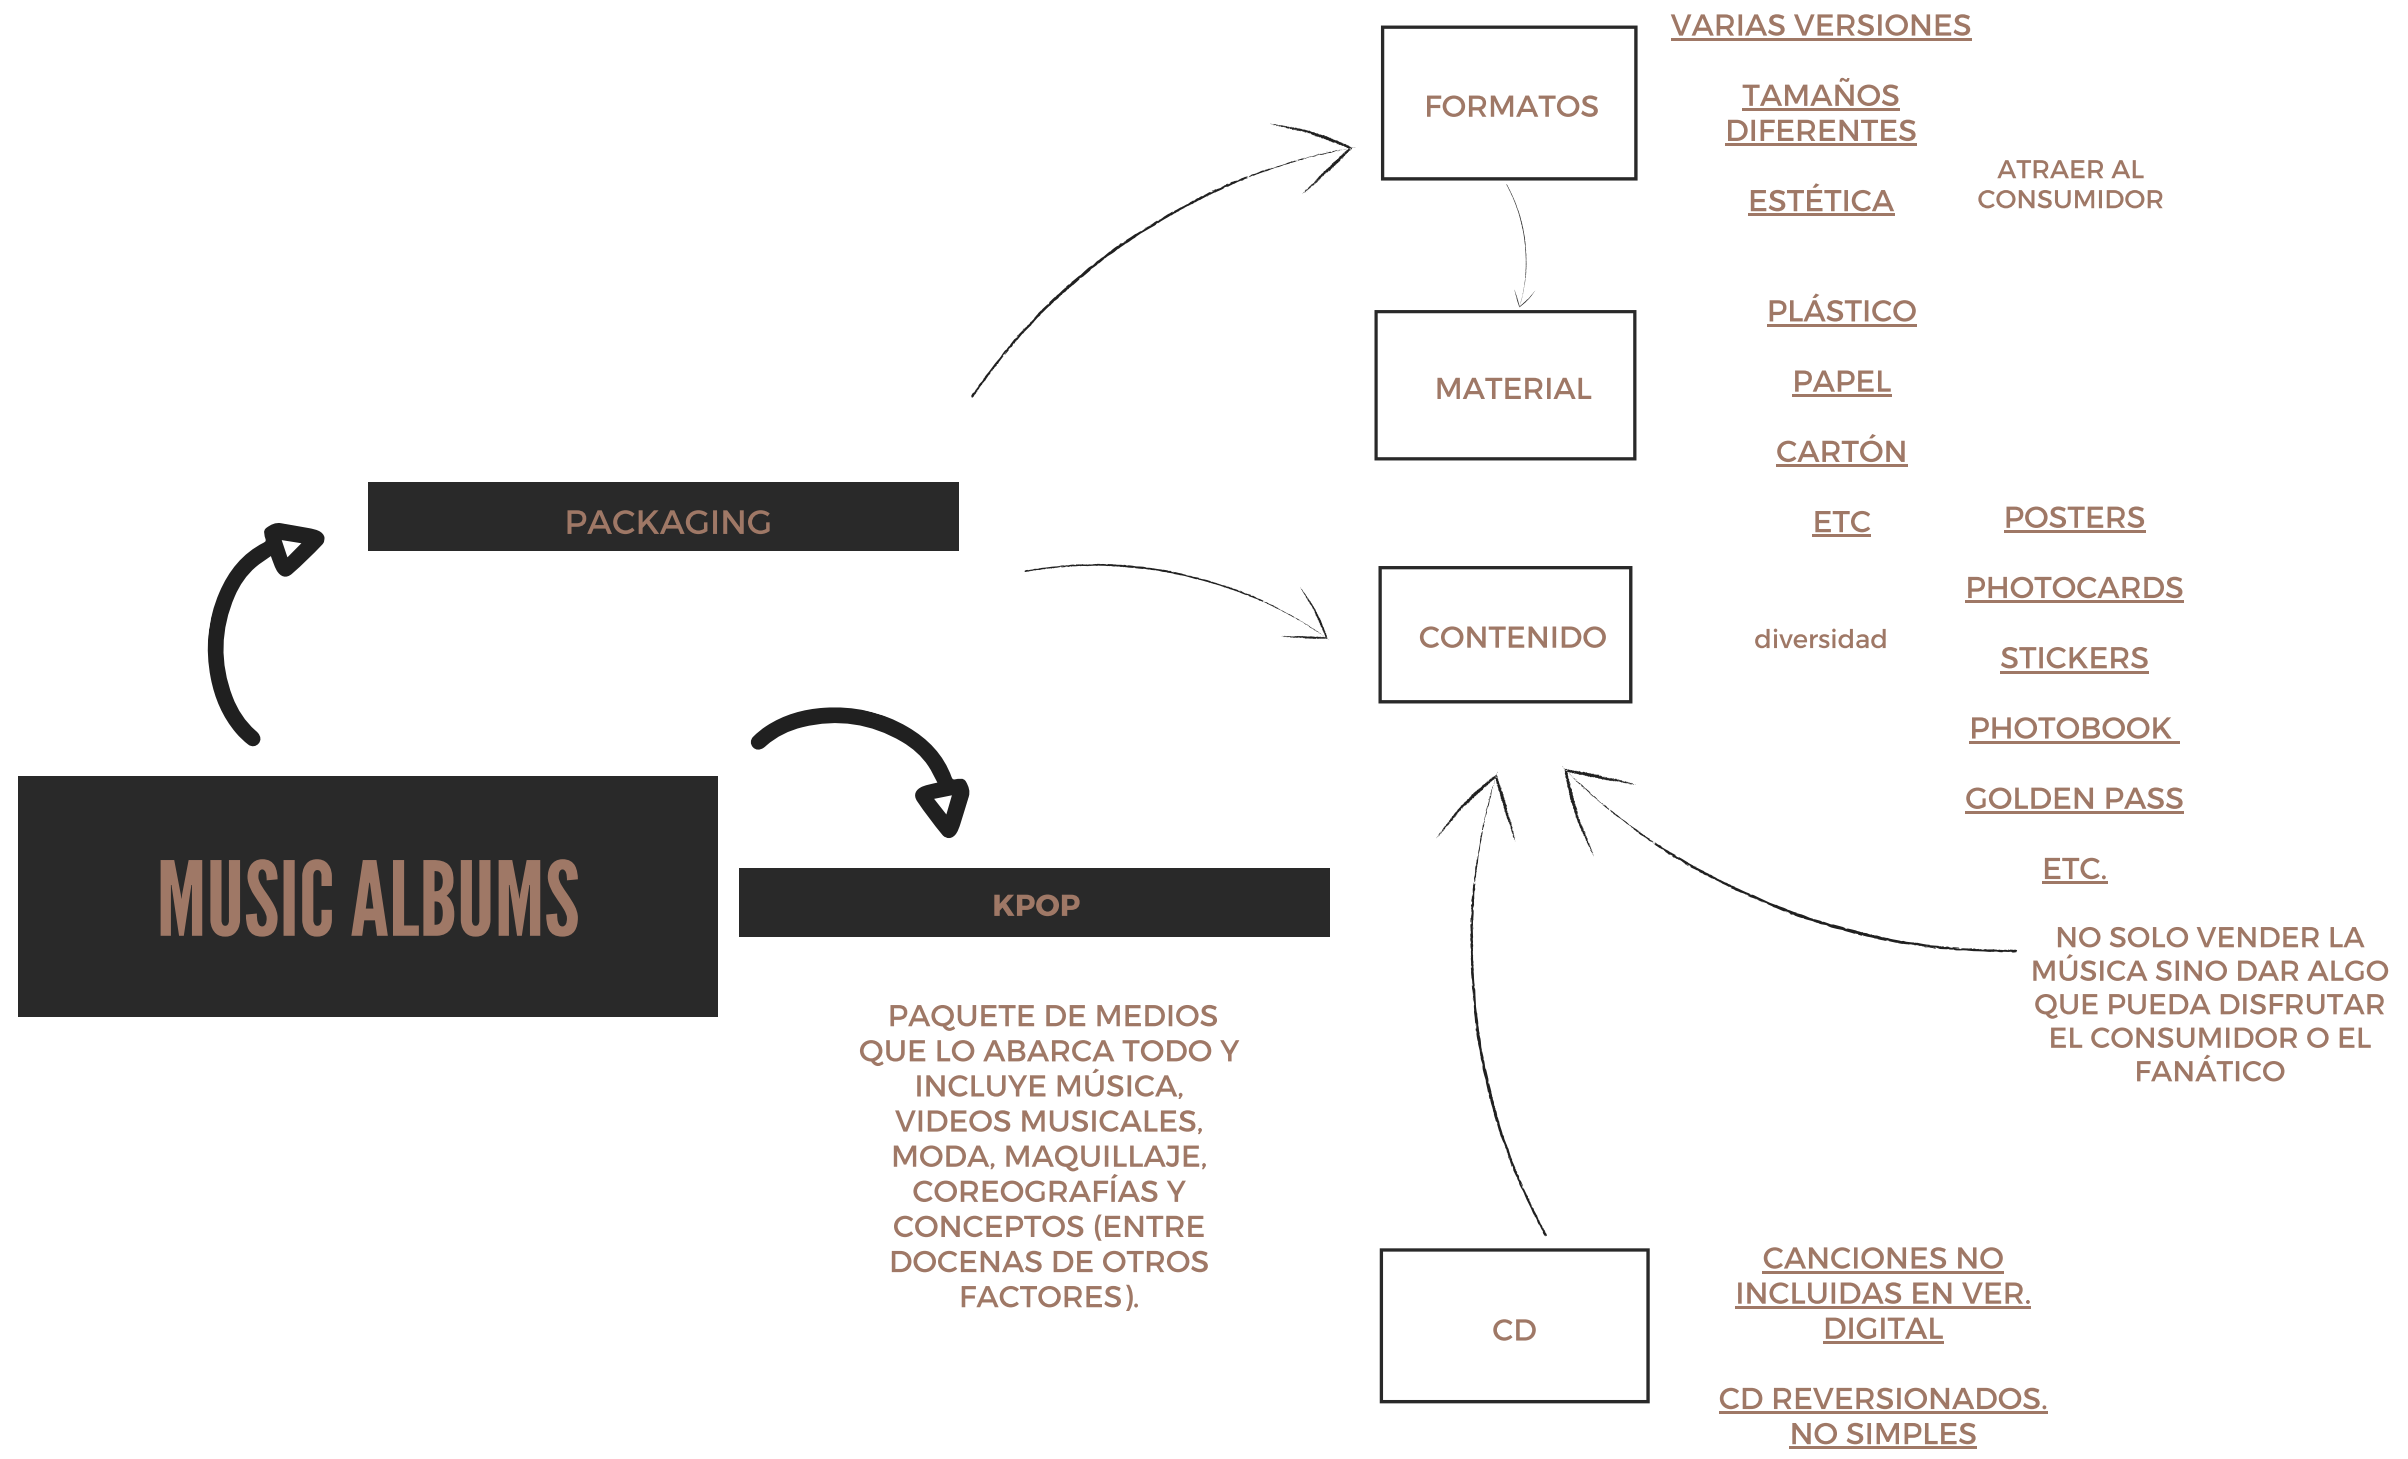 VARIAS VERSIONES
TAMAÑOS
DIFERENTES
ESTÉTICA
FORMATOS
ATRAER AL
CONSUMIDOR
MATERIAL
PLÁSTICO
PAPEL
CARTÓN
ETC
PACKAGING
CONTENIDO
diversidad
POSTERS
PHOTOCARDS
STICKERS
PHOTOBOOK
GOLDEN PASS
ETC.
MUSIC ALBUMS
KPOP
PAQUETE DE MEDIOS
QUE LO ABARCA TODO Y
INCLUYE MÚSICA,
VIDEOS MUSICALES,
MODA, MAQUILLAJE,
COREOGRAFÍAS Y
CONCEPTOS (ENTRE
DOCENAS DE OTROS
FACTORES).
NO SOLO VENDER LA
MÚSICA SINO DAR ALGO
QUE PUEDA DISFRUTAR
EL CONSUMIDOR O EL
FANÁTICO
CD
CANCIONES NO
INCLUIDAS EN VER.
DIGITAL
CD REVERSIONADOS.
NO SIMPLES